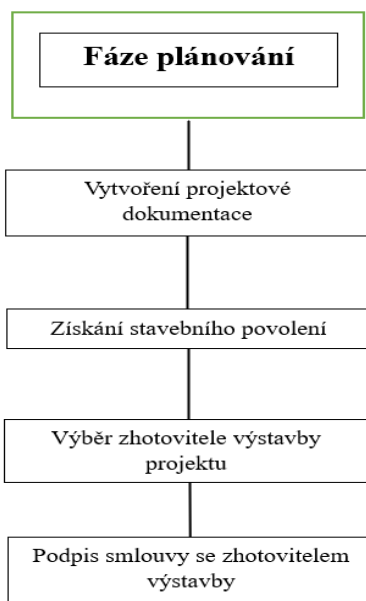 Fáze plánování
Vytvoření projektové
dokumentace
Získání stavebního povolení
Výběr zhotovitele výstavby
projektu
Podpis smlouvy se zhotovitelem
výstavby